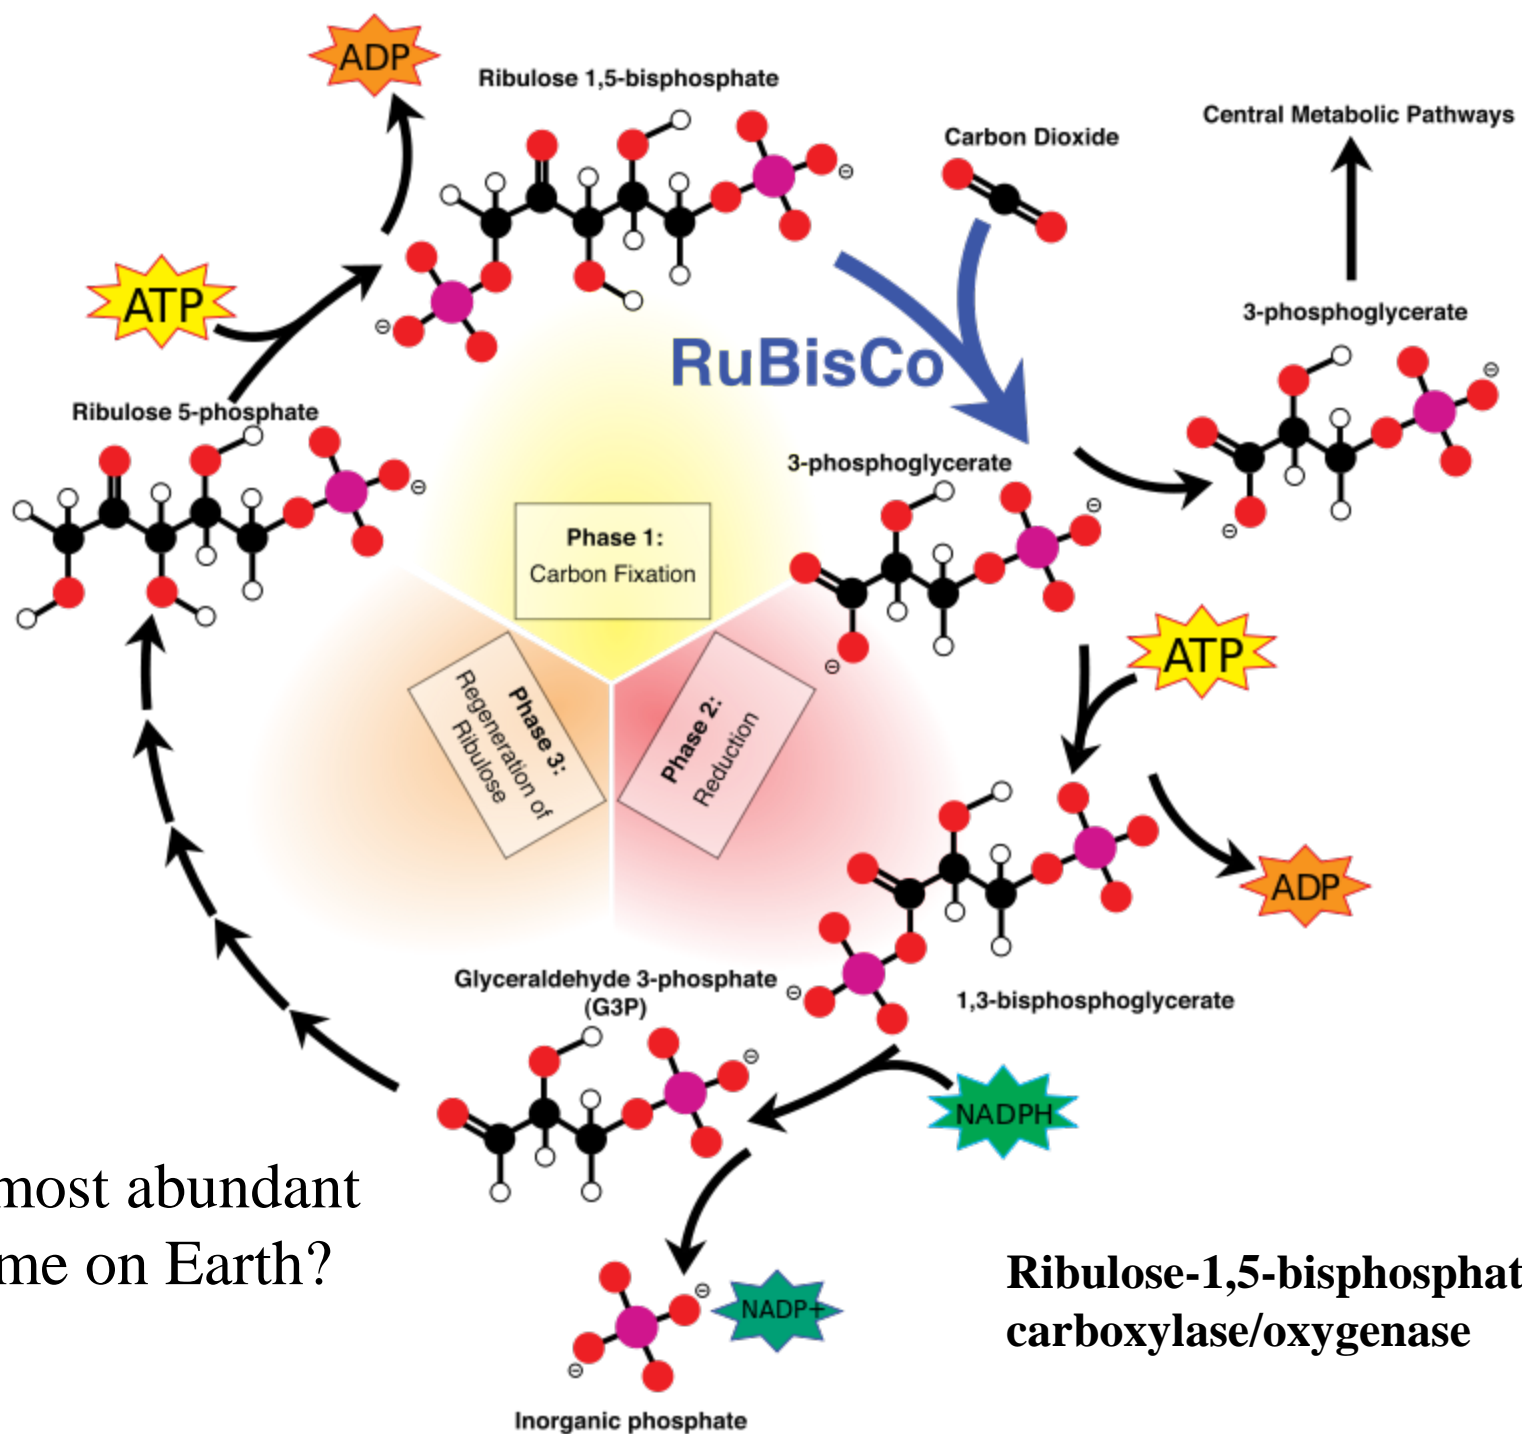 ADP
Ribulose 1,5-bisphosphate
Carbon Dioxide
Central Metabolic Pathways
ATP
RuBisCo
3-phosphoglycerate
Ribulose 5-phosphate
3-phosphoglycerate
Phase 1:
Carbon Fixation
ATP
Phase 3:
Regeneration of
Ribulose
Phase 2:
Reduction
ADP
Glyceraldehyde 3-phosphate
(G3P)
1,3-bisphosphoglycerate
NADPH
most abundant
me on Earth?
Ribulose-1,5-bisphosphat
carboxylase/oxygenase
NADP+
Inorganic phosphate